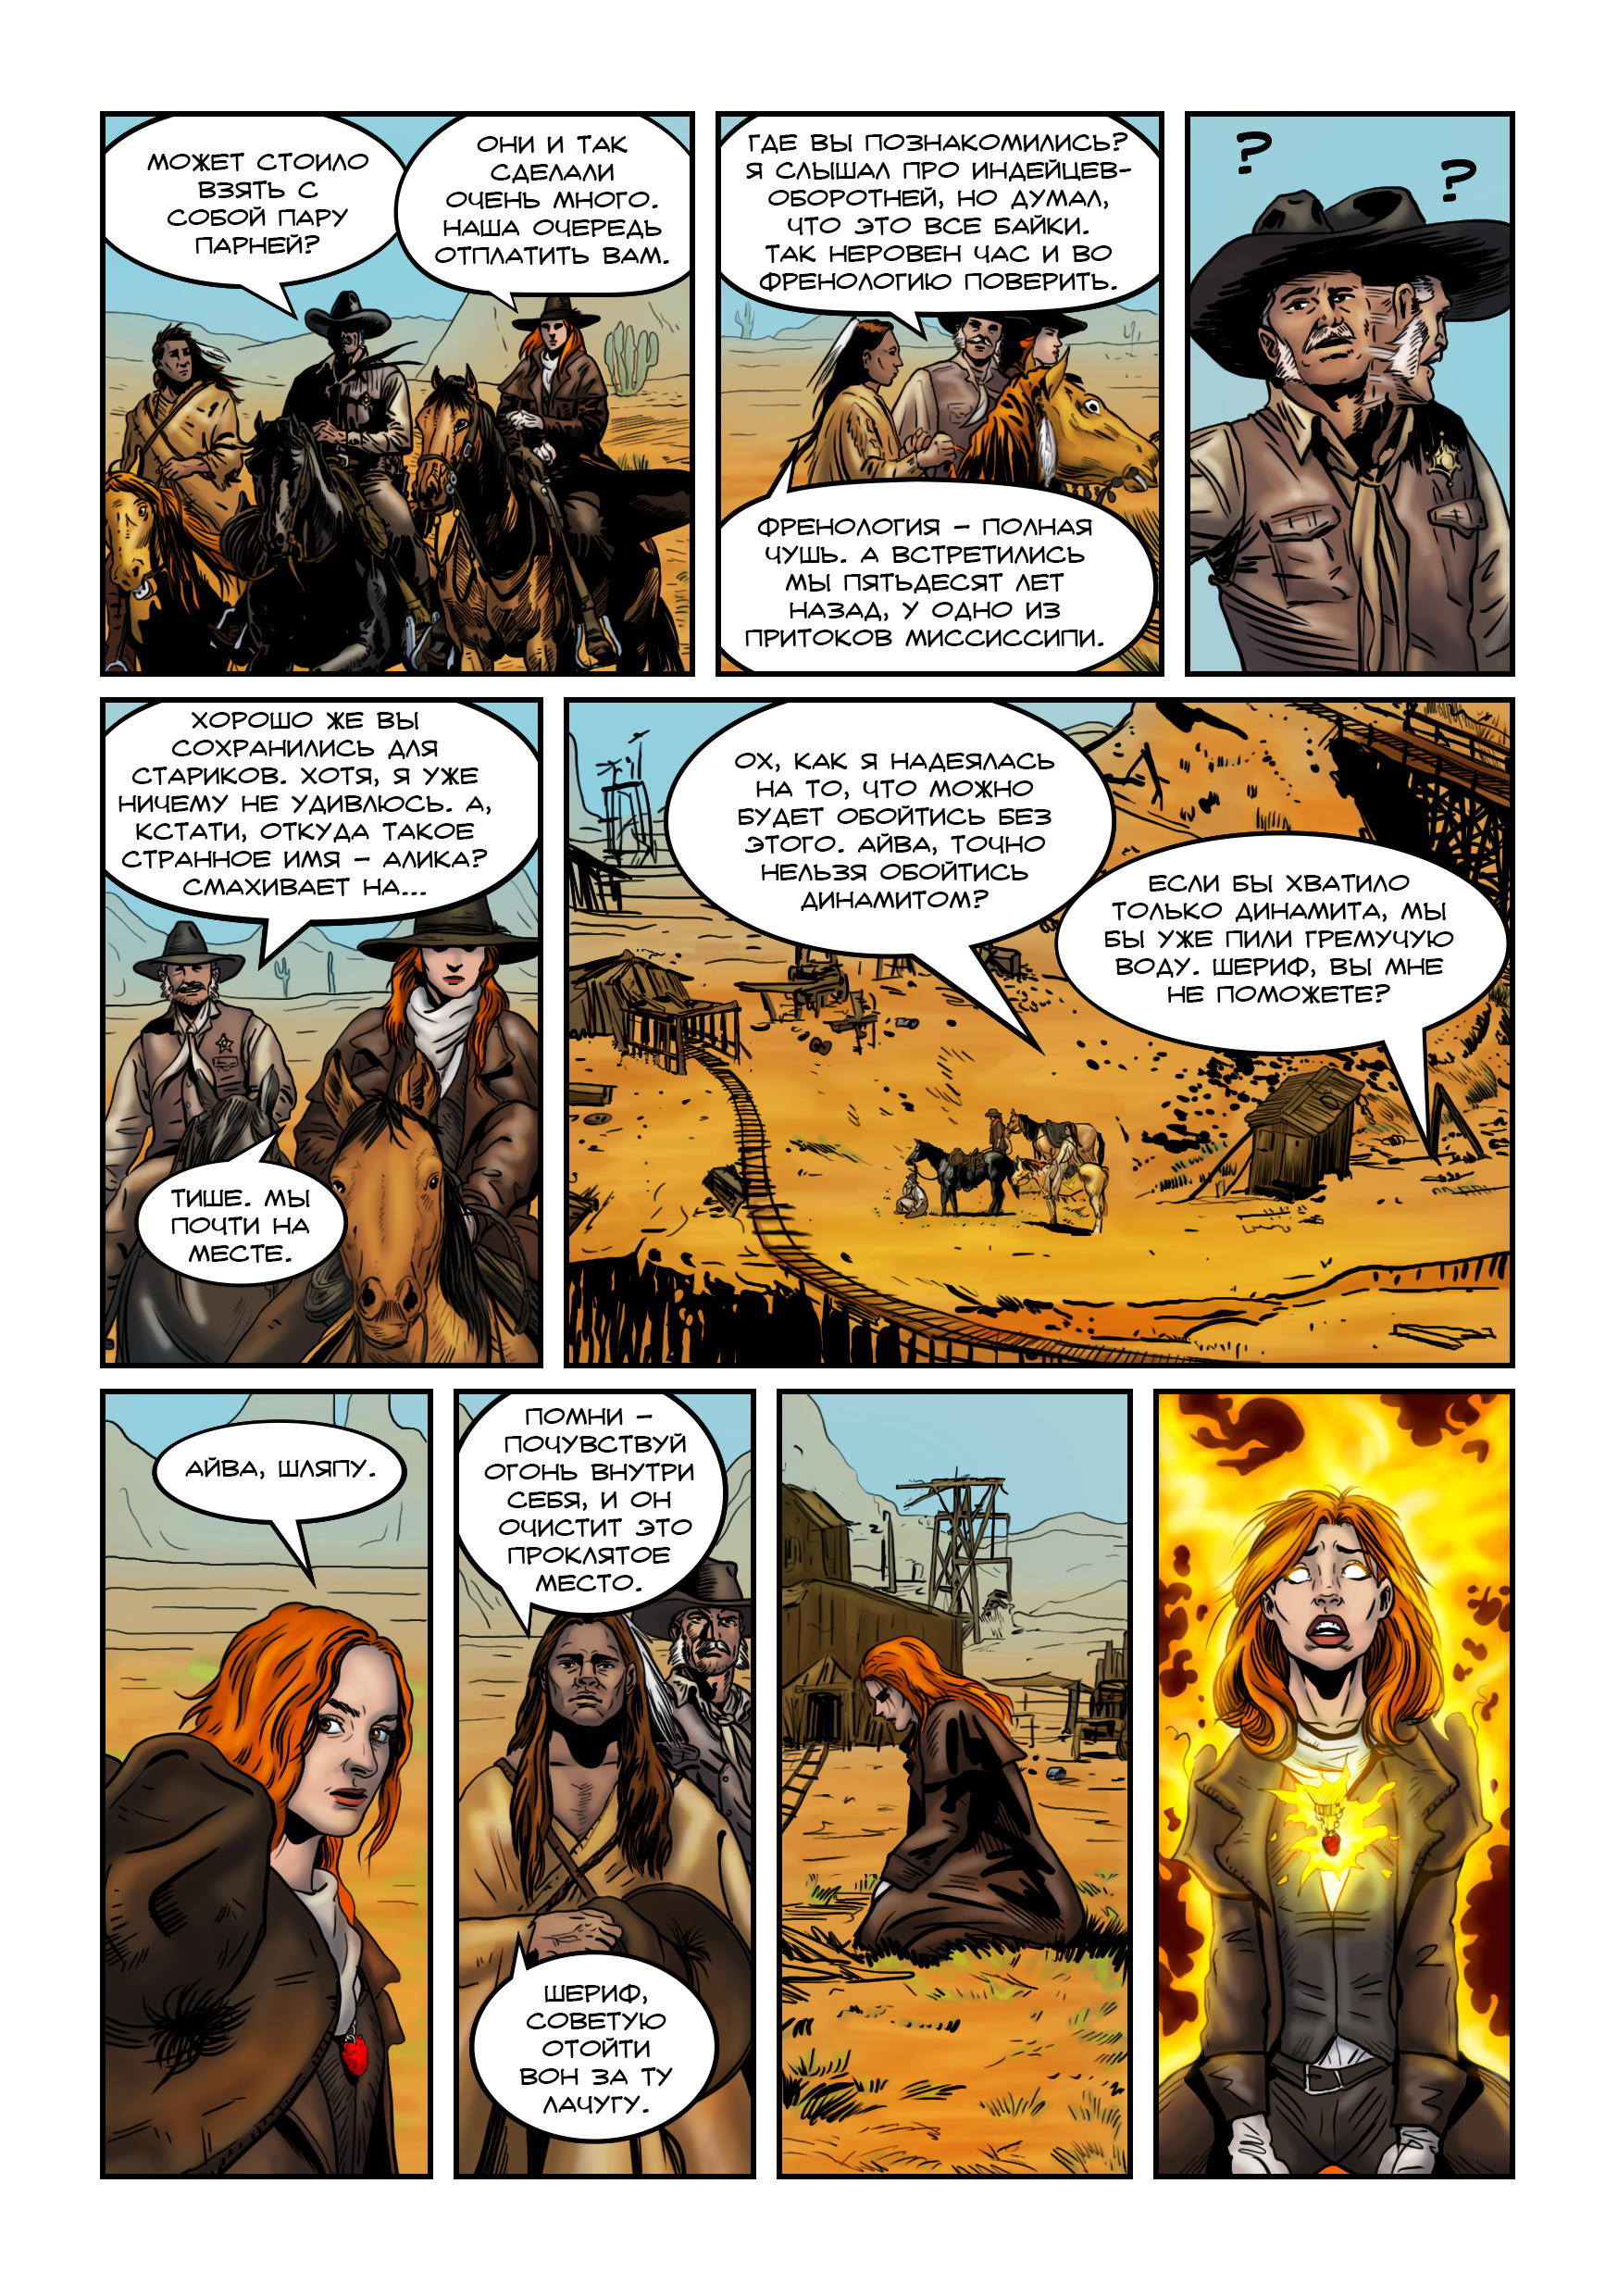 МОЖЕТ СТОИЛО
ВЗЯТЬ С
СОБОЙ ПАРУ
ПАРНЕЙ?
ОНИ И ТАК
СДЕЛАЛИ
ОЧЕНЬ МНОГО.
НАША ОЧЕРЕДЬ
ОТПЛАТИТЬ ВАМ.
ГДЕ ВЫ ПОЗНАКОМИЛИСЬ?
Я СЛЫШАЛ ПРО ИНДЕЙЦЕВ-
ОБОРОТНЕЙ, НО ДУМАЛ,
ЧТО ЭТО ВСЕ БАЙКИ.
ТАК НЕРОВЕН ЧАС И ВО
ФРЕНОЛОГИЮ ПОВЕРИТЬ.
ФРЕНОЛОГИЯ – ПОЛНАЯ
ЧУШЬ. А ВСТРЕТИЛИСЬ
МЫ ПЯТЬДЕСЯТ ЛЕТ
НАЗАД, У ОДНО ИЗ
ПРИТОКОВ МИССИСИПИ.
?
?
ХОРОШО ЖЕ ВЫ
СОХРАНИЛИСЬ ДЛЯ
СТАРИКОВ. ХОТЯ, Я УЖЕ
НИЧЕМУ НЕ УДИВЛЮСЬ. А,
КСТАТИ, ОТКУДА ТАКОЕ
СТРАННОЕ ИМЯ – АЛИКА?
СМАХИВАЕТ НА...
ТИШЕ. МЫ
ПОЧТИ НА
МЕСТЕ.
ОХ, КАК Я НАДЕЯЛАСЬ
НА ТО, ЧТО МОЖНО
БУДЕТ ОБОЙТИСЬ БЕЗ
ЭТОГО. АЙВА, ТОЧНО
НЕЛЬЗЯ ОБОЙТИСЬ
ДИНАМИТОМ?
ЕСЛИ БЫ ХВАТИЛО
ТОЛЬКО ДИНАМИТА, МЫ
БЫ УЖЕ ПИЛИ ГРЕМУЧУЮ
ВОДУ. ШЕРИФ, ВЫ МНЕ
НЕ ПОМОЖЕТЕ?
АЙВА, ШЛЯПУ.
ПОМНИ –
ПОЧУВСТВУЙ
ОГОНЬ ВНУТРИ
СЕБЯ, И ОН
ОЧИСТИТ ЭТО
ПРОКЛЯТОЕ
МЕСТО.
ШЕРИФ,
СОВЕТУЮ
ОТОЙТИ
ВОН ЗА ТУ
ЛАЧУГУ.